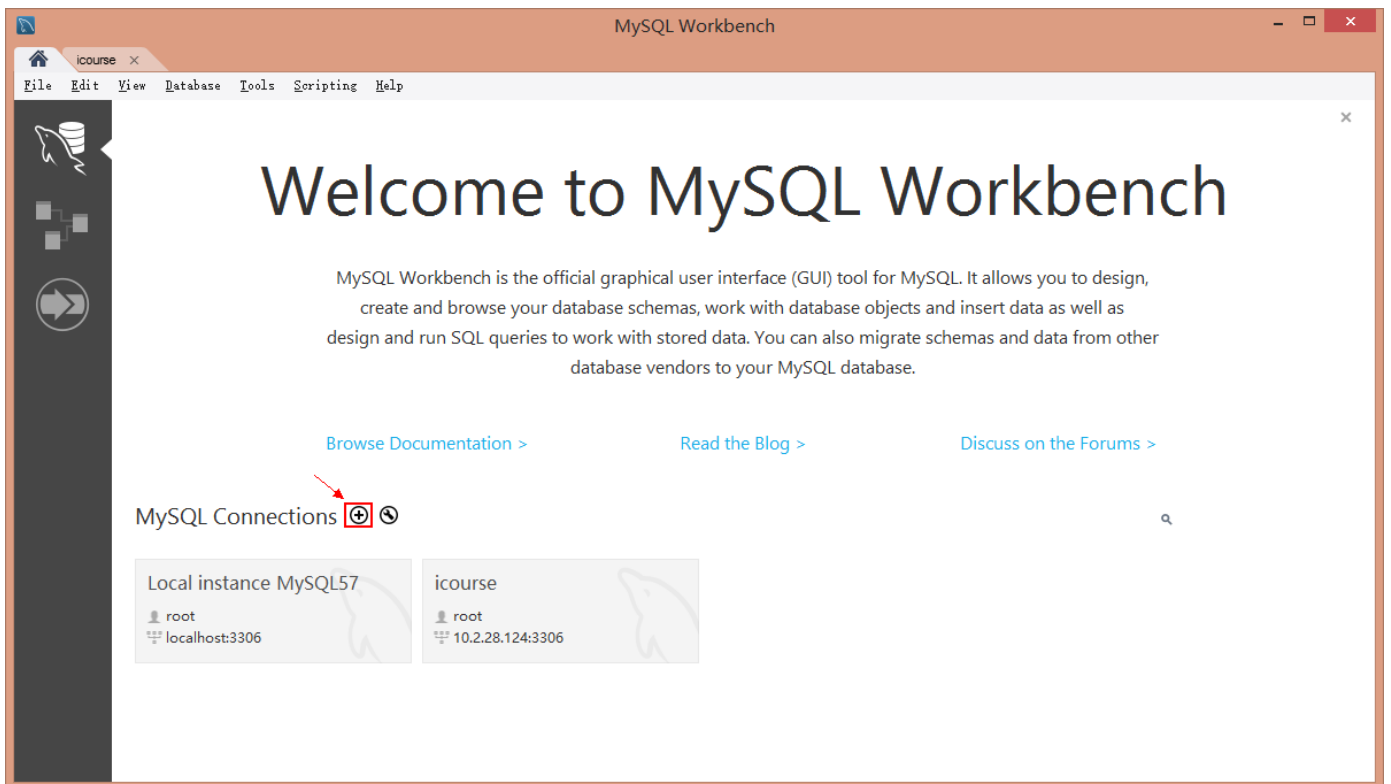 MySQL Workbench
icourse
File Edit View Database Tools Scripting Help
Welcome to MySQL Workbench
MySQL Workbench is the official graphical user interface (GUI) tool for MySQL. It allows you to design,
create and browse your database schemas, work with database objects and insert data as well as
design and run SQL queries to work with stored data. You can also migrate schemas and data from other
database vendors to your MySQL database.
Browse Documentation > Read the Blog > Discuss on the Forums >
MySQL Connections
Local instance MySQL57
root
localhost:3306
icourse
root
10.2.28.124:3306